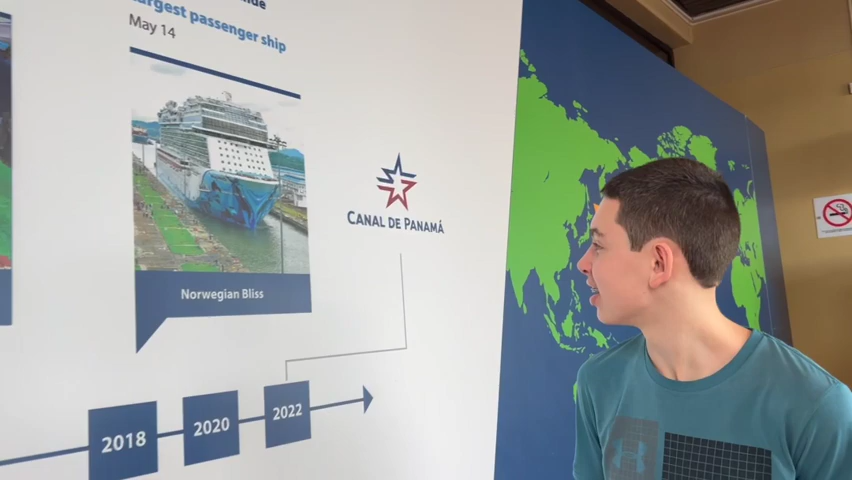 largest passenger ship
May 14
Norwegian Bliss
CANAL DE PANAMÁ
2018
2020
2022